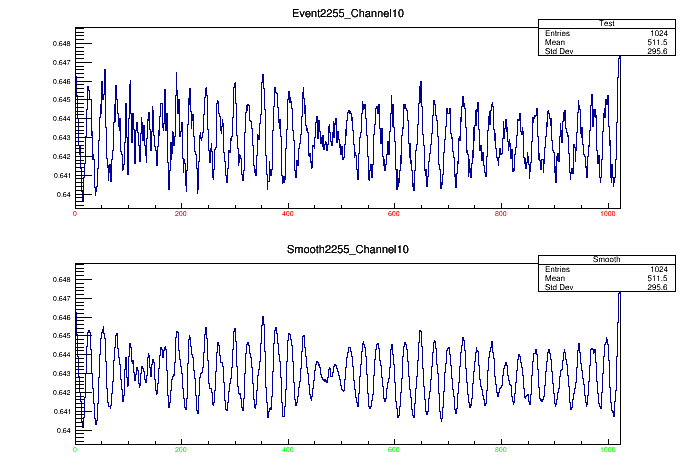 Event2255_Channel10
Test
Entries 1024
Mean 511.5
Std Dev 295.6
0.648
0.647
0.646
0.645
0.644
0.643
0.642
0.641
0.64
0 200 400 600 800 1000
Smooth2255_Channel10
Smooth
Entries 1024
Mean 511.5
Std Dev 295.6
0.648
0.647
0.646
0.645
0.644
0.643
0.642
0.641
0.64
0 200 400 600 800 1000